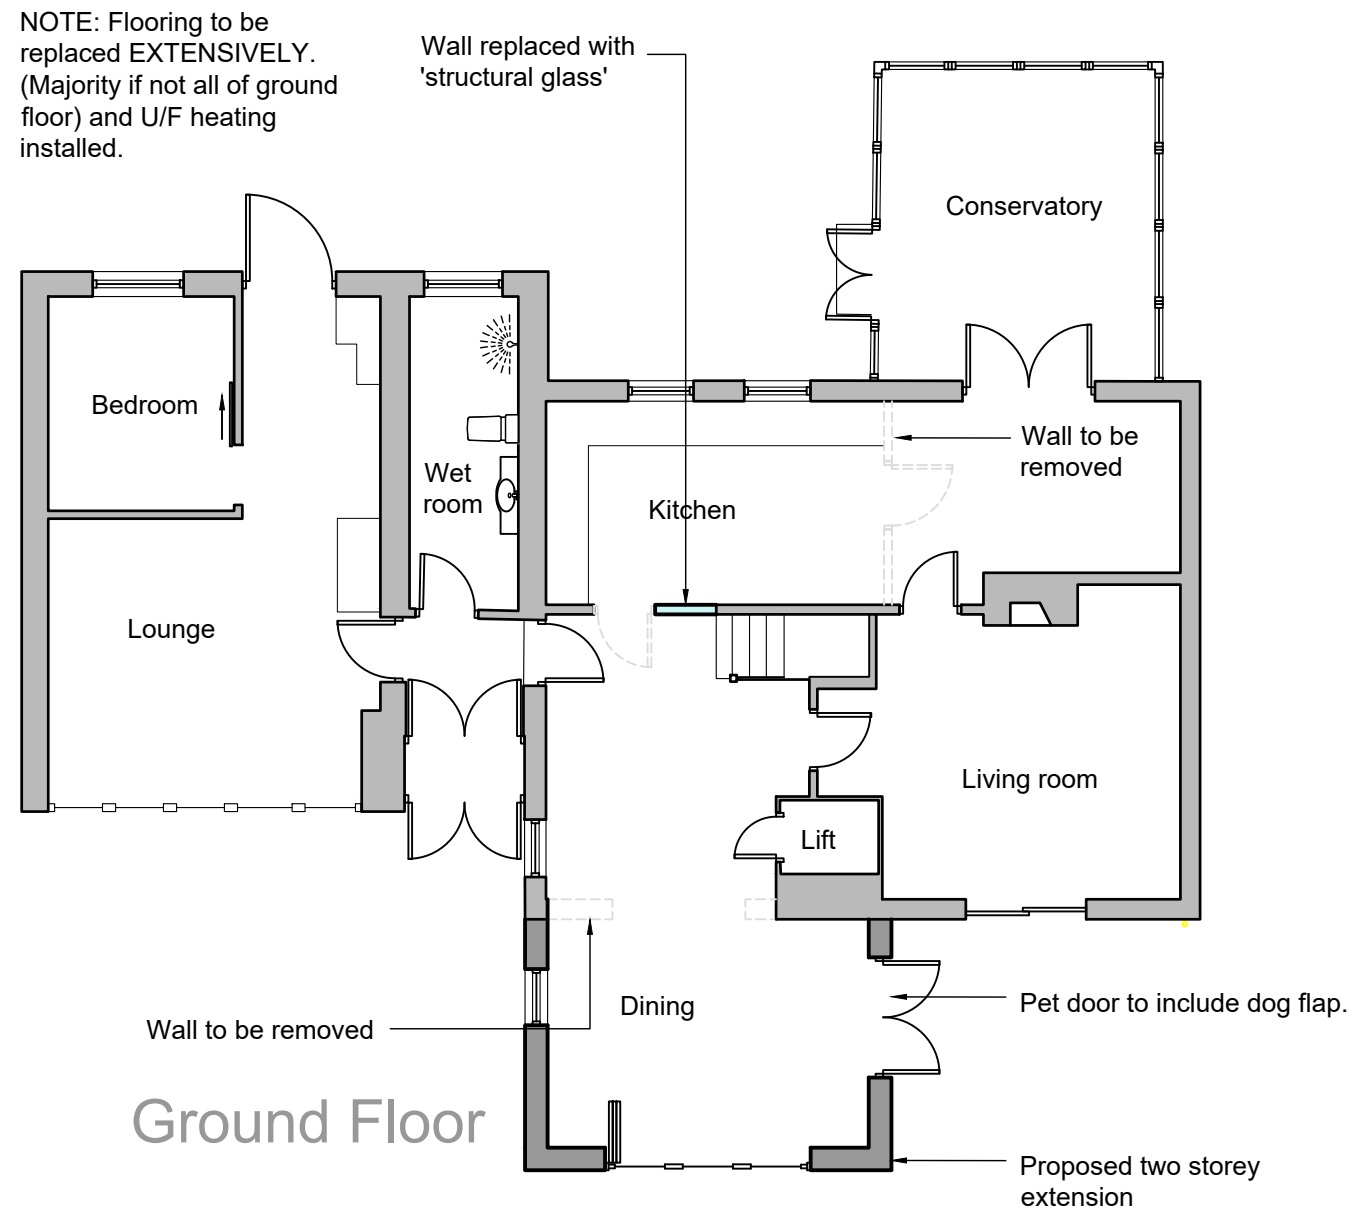 NOTE: Flooring to be
replaced EXTENSIVELY.
(Majority if not all of ground
floor) and U/F heating
installed.
Wall replaced with
'structural glass'
Conservatory
Bedroom
Wet
room
Kitchen
Wall to be
removed
Lounge
Living room
Lift
Dining
Pet door to include dog flap.
Wall to be removed
Ground Floor
Proposed two storey
extension